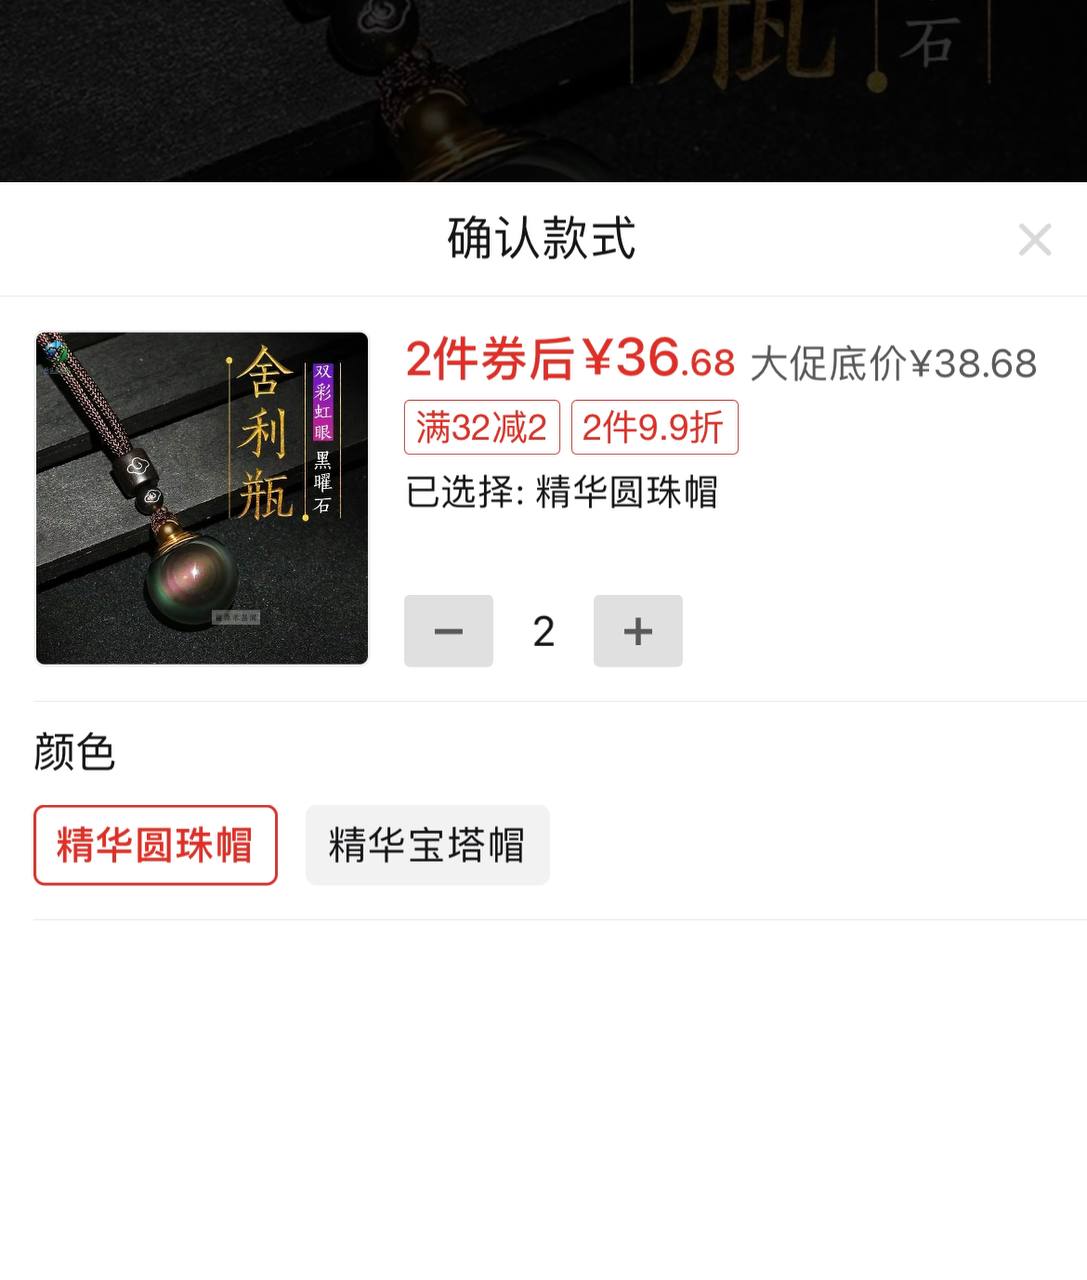 瓶
石
确认款式
舍利瓶
双彩虹眼
黑曜石
2件券后¥36.68 大促底价¥38.68
满32减2 2件9.9折
已选择: 精华圆珠帽
2
颜色
精华圆珠帽 精华宝塔帽